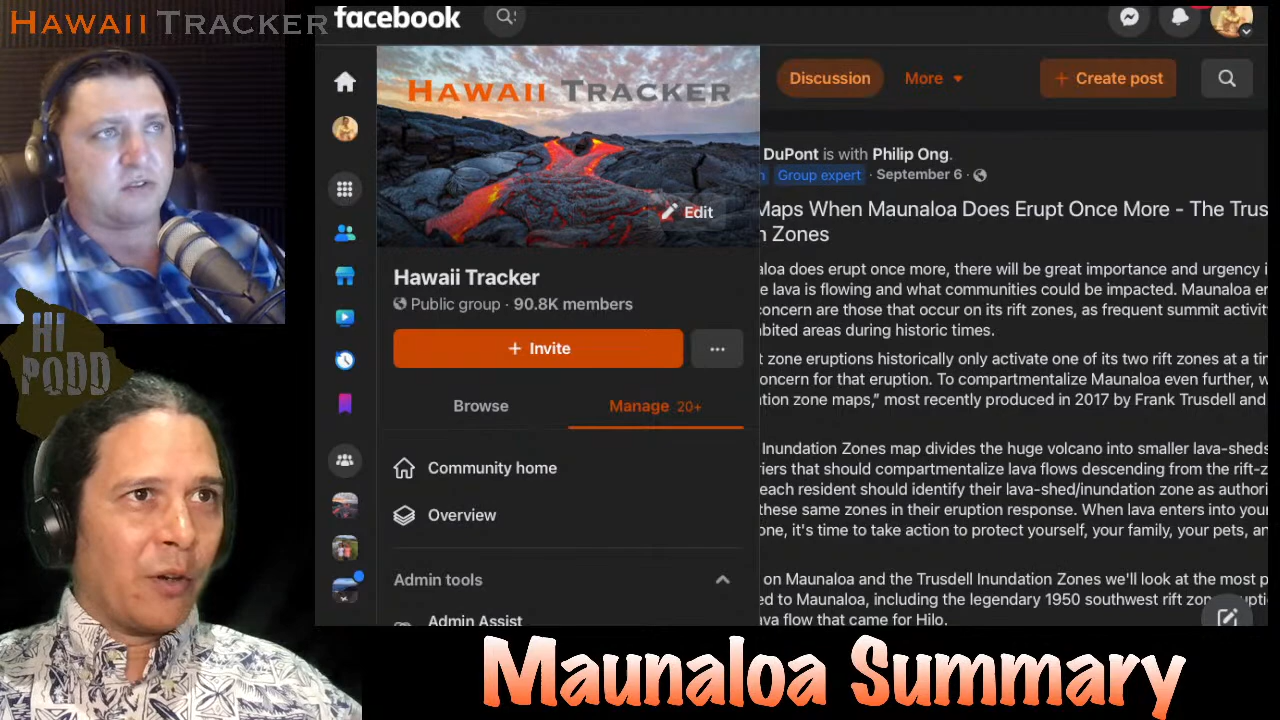 HAWAII TRACKER
HI
PODD
facebook
HAWAII TRACKER
Edit
Hawaii Tracker
Public group · 90.8K members
+ Invite
...
Browse
Manage 20+
Community home
Overview
Admin tools
Admin Assist
Discussion
More
+ Create post
DuPont is with Philip Ong.
Group expert · September 6 ·
Maps When Maunaloa Does Erupt Once More - The Trus
n Zones
aloa does erupt once more, there will be great importance and urgency i
e lava is flowing and what communities could be impacted. Maunaloa er
concern are those that occur on its rift zones, as frequent summit activit
abited areas during historic times.
t zone eruptions historically only activate one of its two rift zones at a tin
oncern for that eruption. To compartmentalize Maunaloa even further, w
tion zone maps,” most recently produced in 2017 by Frank Trusdell and
Inundation Zones map divides the huge volcano into smaller lava-sheds
riers that should compartmentalize lava flows descending from the rift-z
each resident should identify their lava-shed/inundation zone as authori
these same zones in their eruption response. When lava enters into your
one, it's time to take action to protect yourself, your family, your pets, an
on Maunaloa and the Trusdell Inundation Zones we'll look at the most p
ed to Maunaloa, including the legendary 1950 southwest rift zon
ava flow that came for Hilo.
Maunaloa Summary